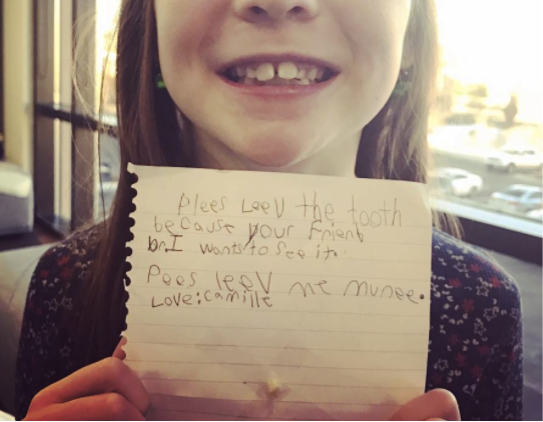 Plees LeeV the tooth
because your Friend
brI wants to See it.
Pees leeV me munee.
Love: camille